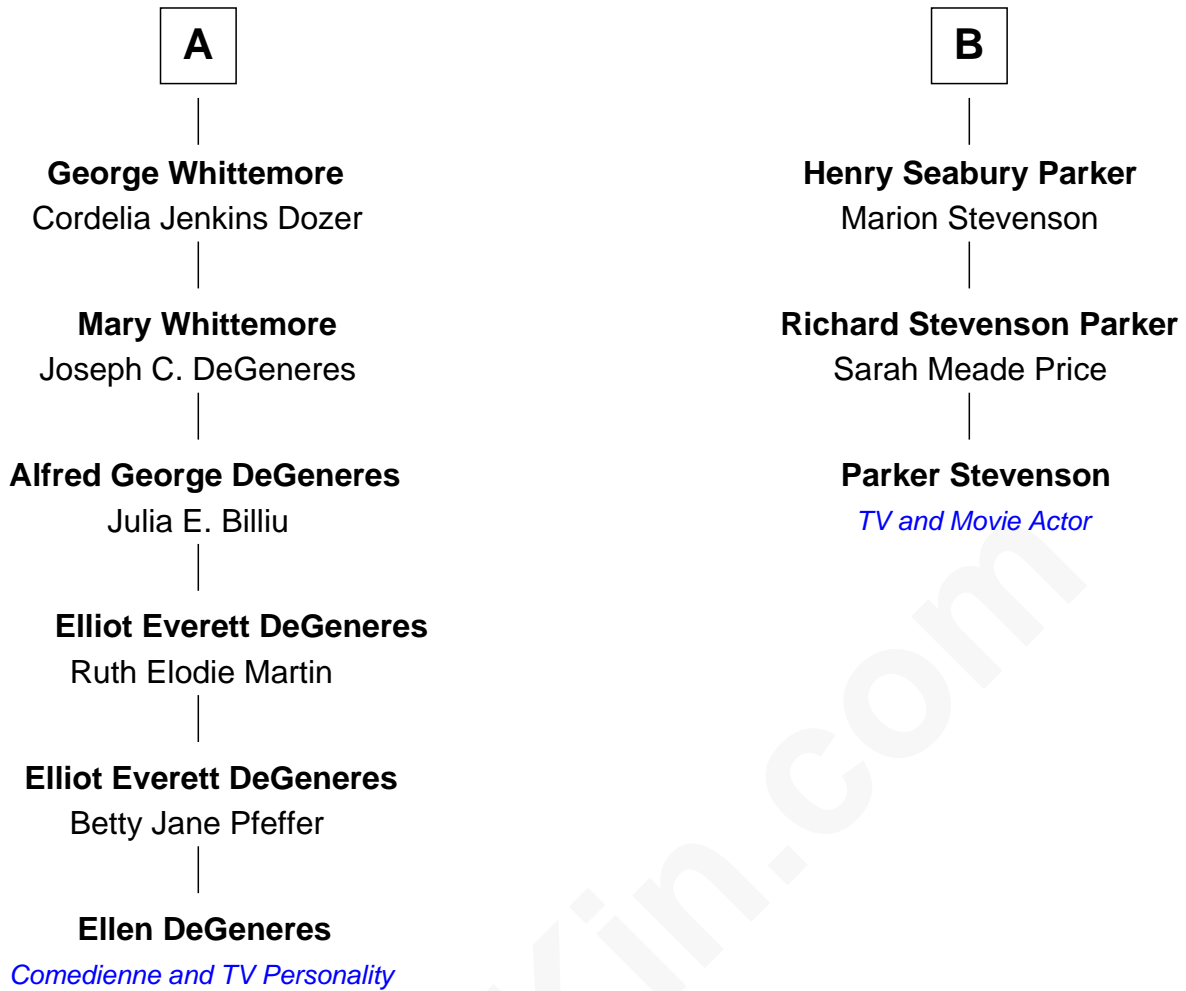 A
George Whittemore
Cordelia Jenkins Dozer
Mary Whittemore
Joseph C. DeGeneres
Alfred George DeGeneres
Julia E. Billiu
Elliot Everett DeGeneres
Ruth Elodie Martin
Elliot Everett DeGeneres
Betty Jane Pfeffer
Ellen DeGeneres
Comedienne and TV Personality
B
Henry Seabury Parker
Marion Stevenson
Richard Stevenson Parker
Sarah Meade Price
Parker Stevenson
TV and Movie Actor